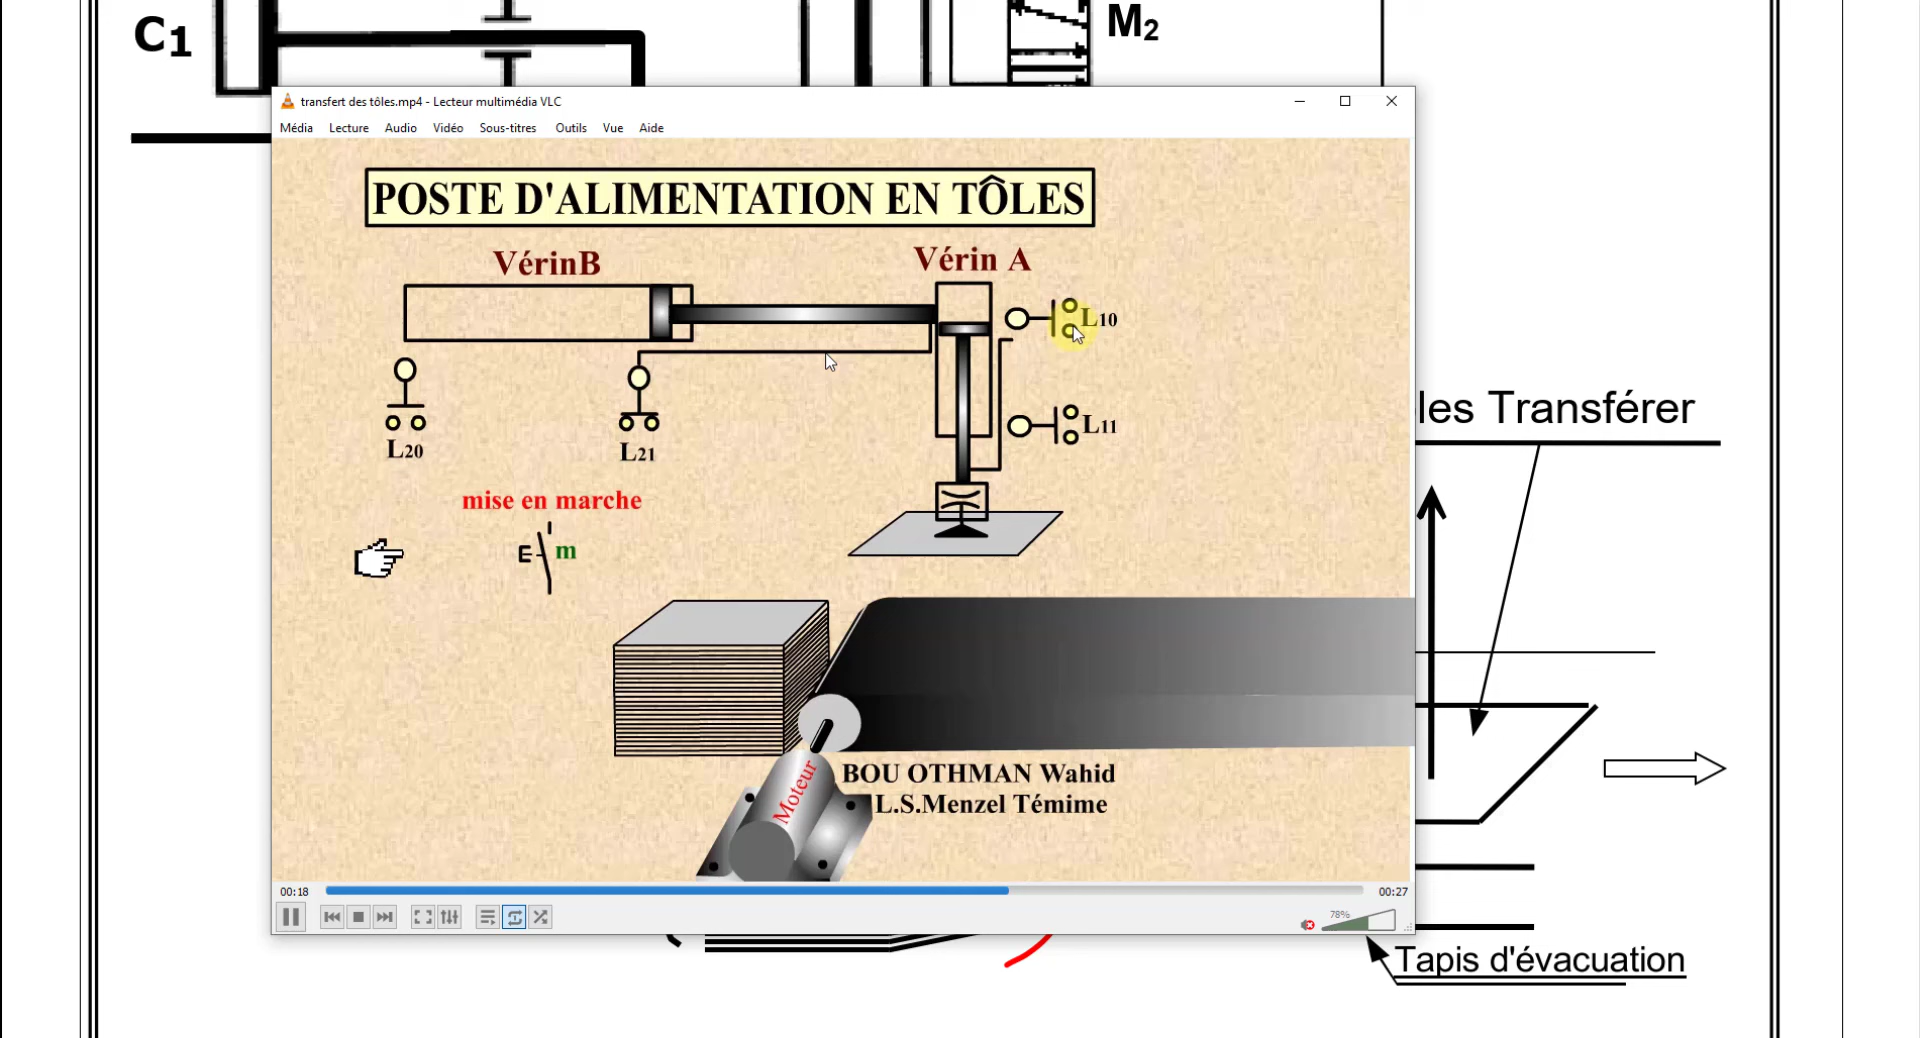 C1
M2
transfert des tôles.mp4 - Lecteur multimédia VLC
Média Lecture Audio Vidéo Sous-titres Outils Vue Aide
POSTE D'ALIMENTATION EN TÔLES
VérinB
Vérin A
L10
L11
L20
L21
mise en marche
E m
les Transférer
Moteur
BOU OTHMAN Wahid
L.S.Menzel Témime
00:18
00:27
78%
Tapis d'évacuation